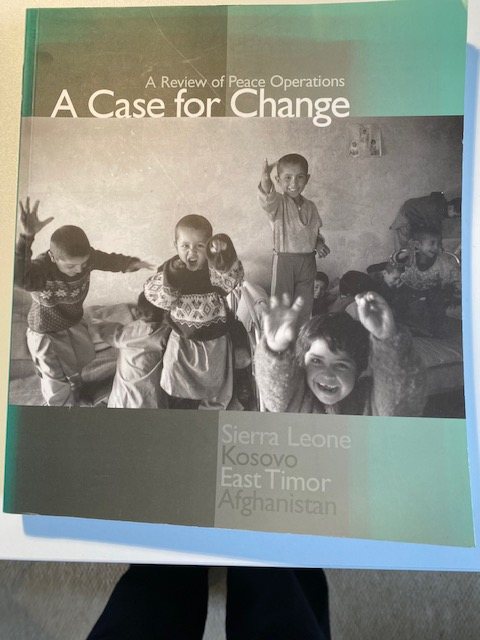 A Review of Peace Operations
A Case for Change
Sierra Leone
Kosovo
East Timor
Afghanistan